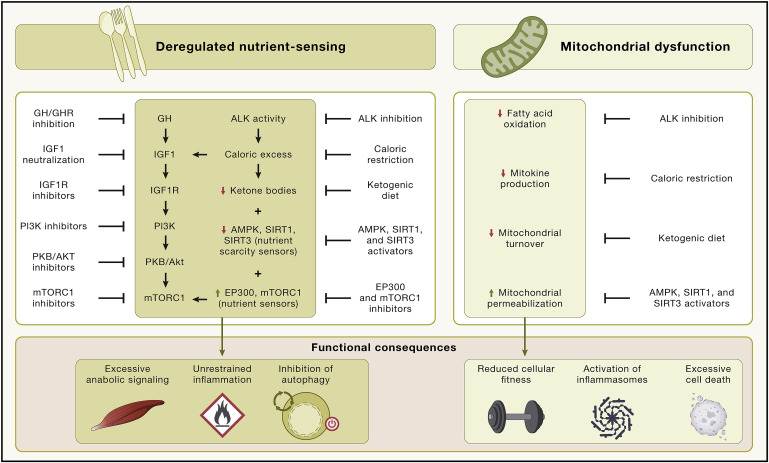 Deregulated nutrient-sensing
Mitochondrial dysfunction
GH/GHR
inhibition
IGF1
neutralization
IGF1R
inhibitors
PI3K inhibitors
PKB/AKT
inhibitors
mTORC1
inhibitors
GH
IGF1
IGF1R
PI3K
PKB/Akt
mTORC1
ALK activity
Caloric excess
↓ Ketone bodies
+
↓ AMPK, SIRT1,
SIRT3 (nutrient
scarcity sensors)
+
↑ EP300, mTORC1
(nutrient sensors)
ALK inhibition
Caloric
restriction
Ketogenic
diet
AMPK, SIRT1,
and SIRT3
activators
EP300
and mTORC1
inhibitors
↓ Fatty acid
oxidation
↓ Mitokine
production
↓ Mitochondrial
turnover
↑ Mitochondrial
permeabilization
ALK inhibition
Caloric restriction
Ketogenic diet
AMPK, SIRT1, and
SIRT3 activators
Functional consequences
Excessive
anabolic signaling
Unrestrained
inflammation
Inhibition of
autophagy
Reduced cellular
fitness
Activation of
inflammasomes
Excessive
cell death